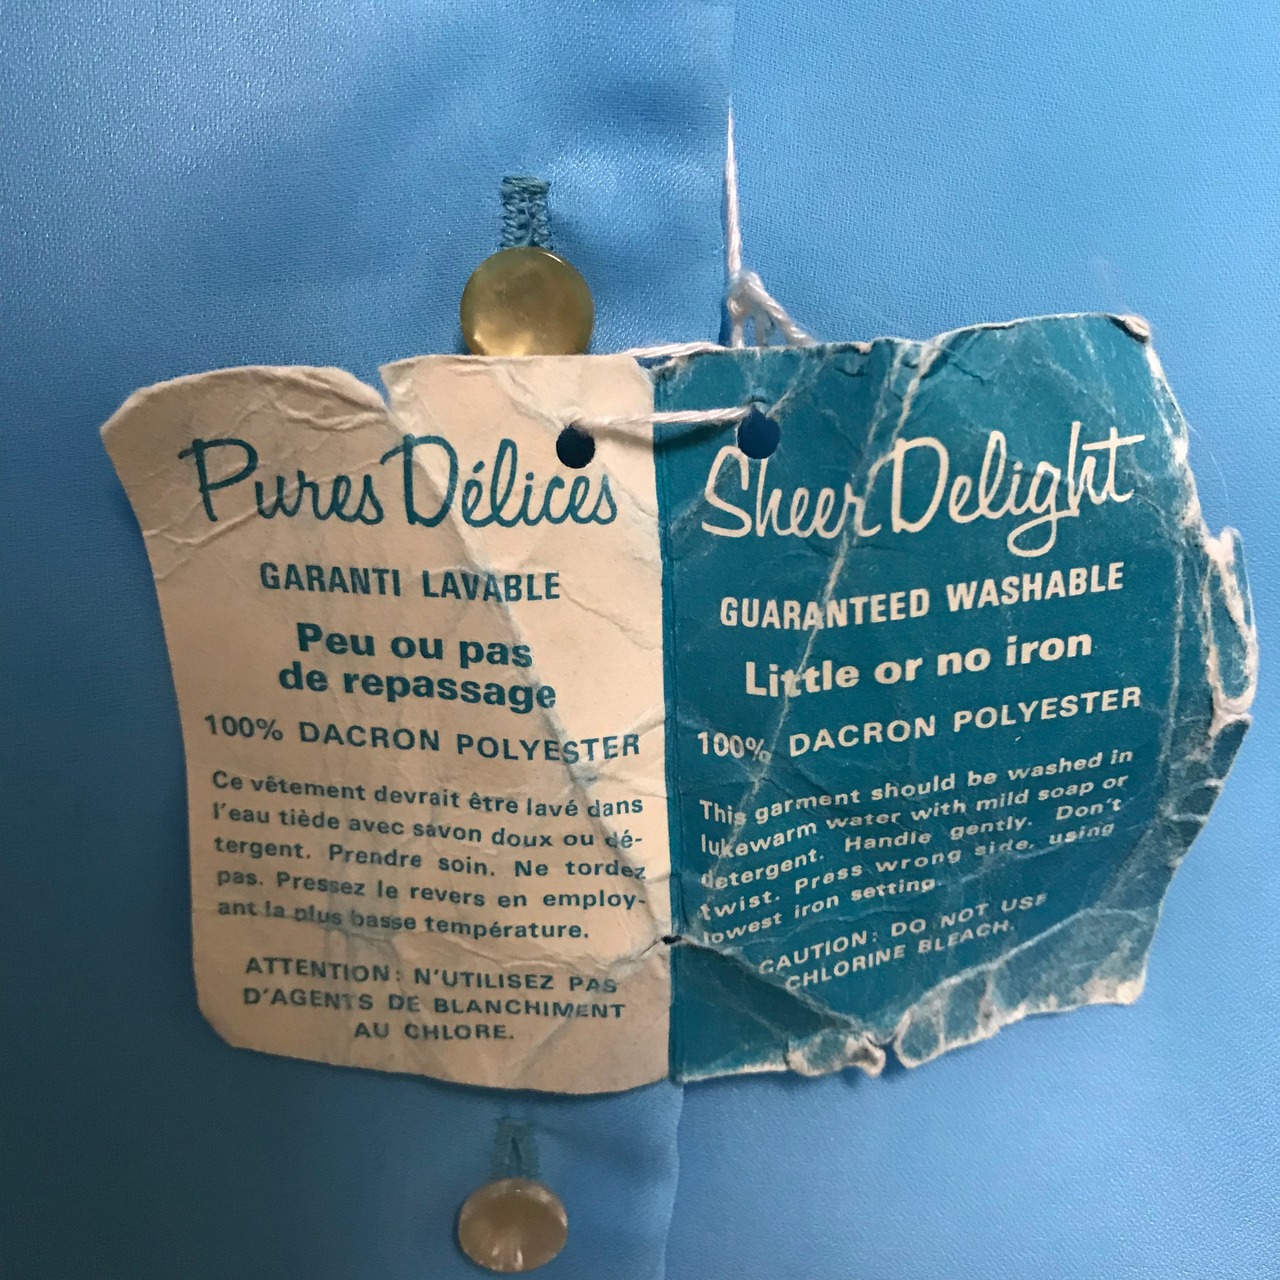 Pures Délices
GARANTI LAVABLE
Peu ou pas
de repassage
100% DACRON POLYESTER
Ce vêtement devrait être lavé dans
l'eau tiède avec savon doux ou dé-
tergent. Prendre soin. Ne tordez
pas. Pressez le revers en employ-
ant la plus basse température.
ATTENTION: N'UTILISEZ PAS
D'AGENTS DE BLANCHIMENT
AU CHLORE.
Sheer Delight
GUARANTEED WASHABLE
Little or no iron
100% DACRON POLYESTER
This garment should be washed in
lukewarm water with mild soap or
detergent. Handle gently. Don't
twist. Press wrong side, using
lowest iron setting.
CAUTION: DO NOT USE
CHLORINE BLEACH.